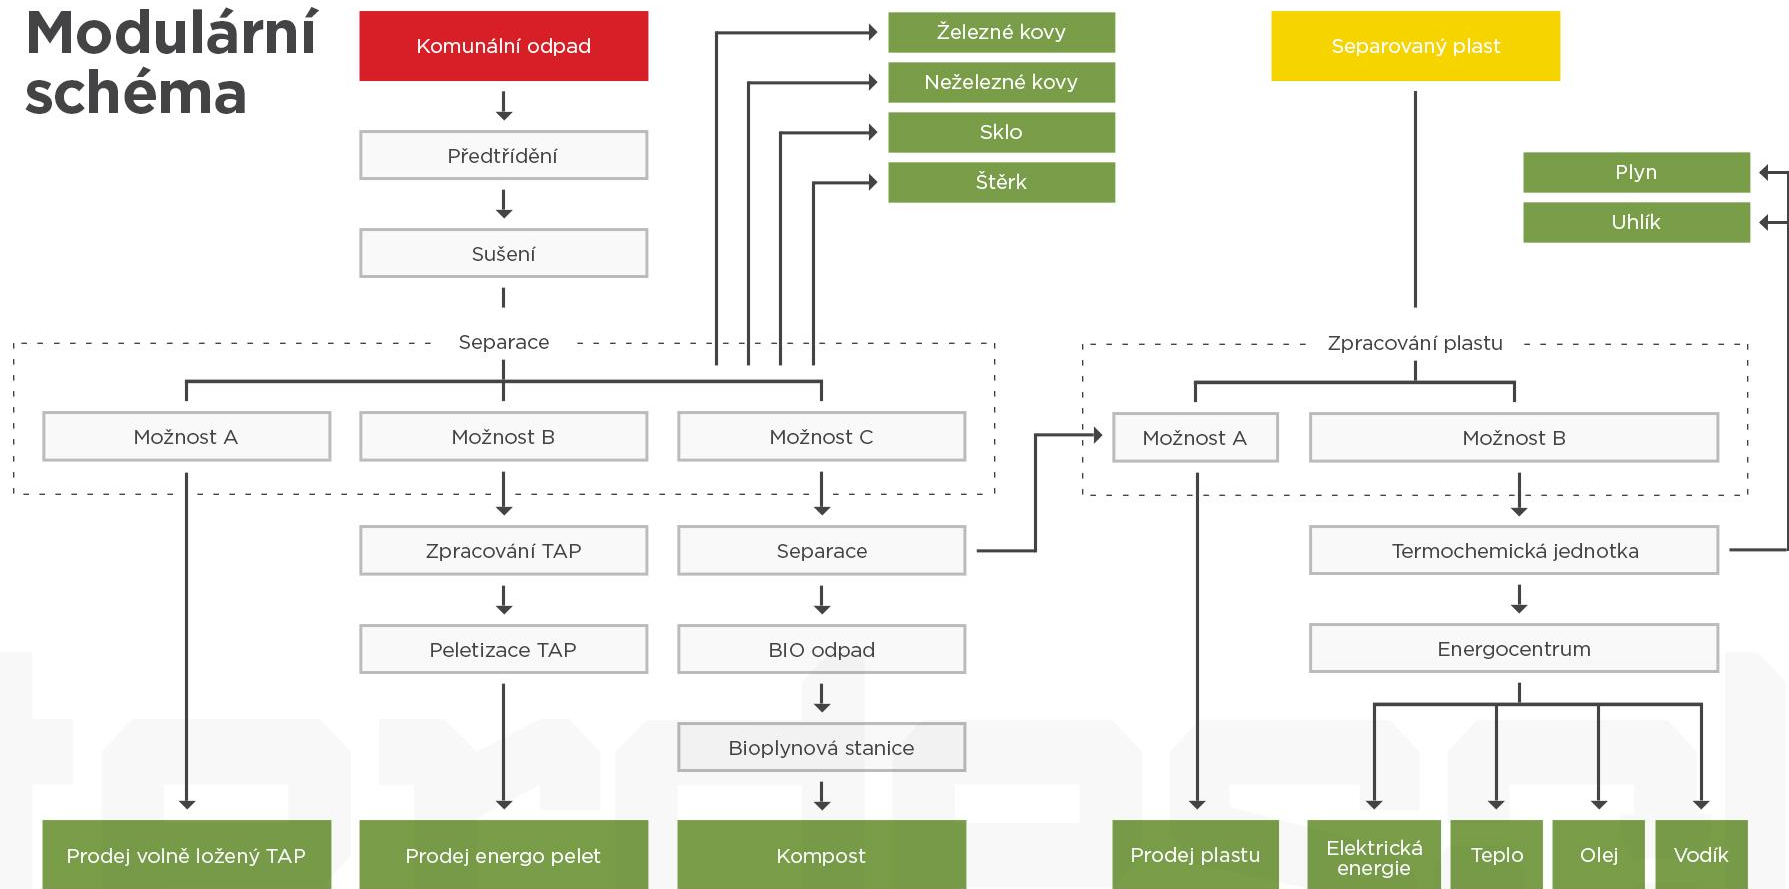 Modulární
schéma
Komunální odpad
Železné kovy
Neželezné kovy
Sklo
Štěrk
Separovaný plast
Plyn
Uhlík
Předtřídění
Sušení
Separace
Možnost A
Možnost B
Možnost C
Zpracování plastu
Možnost A
Možnost B
Zpracování TAP
Separace
Termochemická jednotka
Peletizace TAP
BIO odpad
Energocentrum
Bioplynová stanice
Prodej volně ložený TAP
Prodej energo pelet
Kompost
Prodej plastu
Elektrická
energie
Teplo
Olej
Vodík